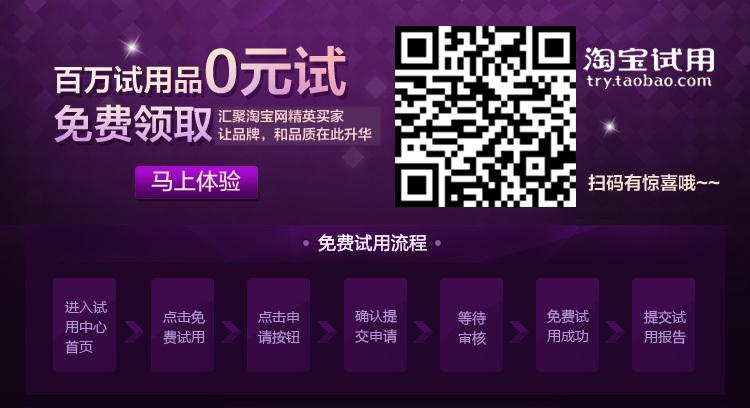 百万试用品0元试
免费领取
汇聚淘宝网精英买家
让品牌，和品质在此升华
马上体验
淘宝试用
try.taobao.com
扫码有惊喜哦~~
• 免费试用流程 •
进入试
用中心
首页
点击免
费试用
点击申
请按钮
确认提
交申请
等待
审核
免费试
用成功
提交试
用报告